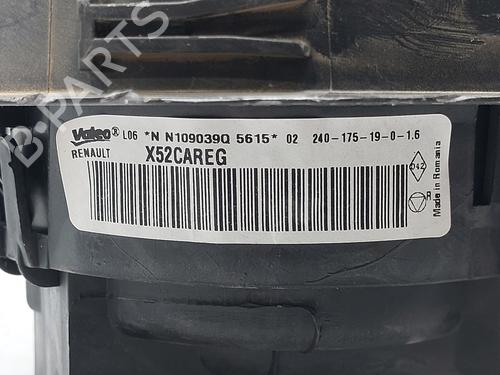 B-PARTS
Valeo® L06 *N N109039Q 5615* 02 240-175-19-0-1.6
RENAULT X52CAREG
042
R
Made in Romania